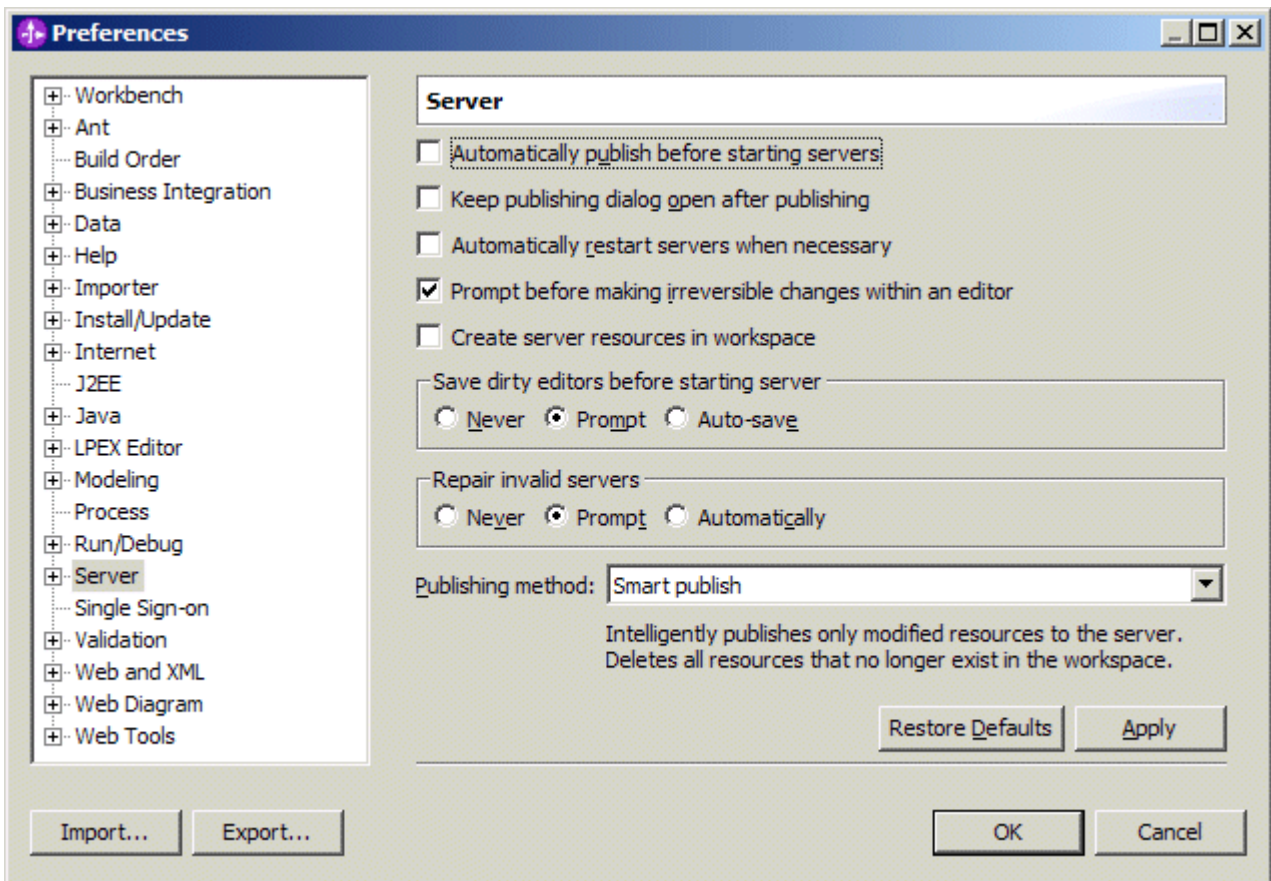 Preferences
Workbench
Ant
Build Order
Business Integration
Data
Help
Importer
Install/Update
Internet
J2EE
Java
LPEX Editor
Modeling
Process
Run/Debug
Server
Single Sign-on
Validation
Web and XML
Web Diagram
Web Tools
Server
Automatically publish before starting servers
Keep publishing dialog open after publishing
Automatically restart servers when necessary
Prompt before making irreversible changes within an editor
Create server resources in workspace
Save dirty editors before starting server
Never Prompt Auto-save
Repair invalid servers
Never Prompt Automatically
Publishing method: Smart publish
Intelligently publishes only modified resources to the server.
Deletes all resources that no longer exist in the workspace.
Restore Defaults Apply
Import... Export... OK Cancel